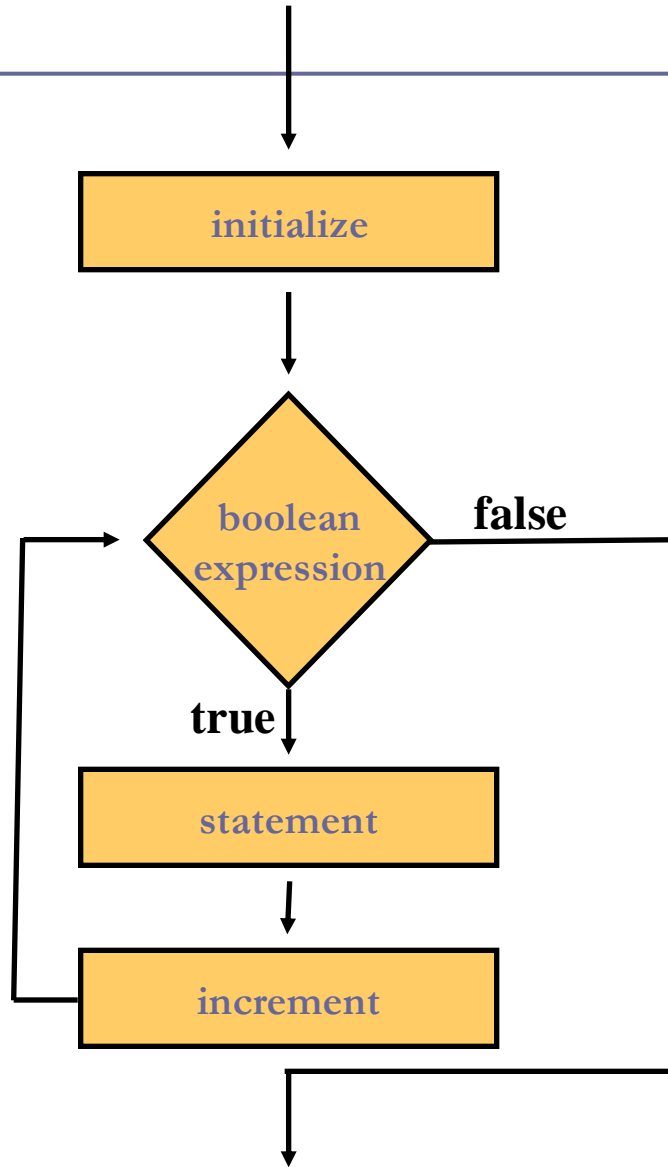 initialize
boolean
expression
false
true
statement
increment